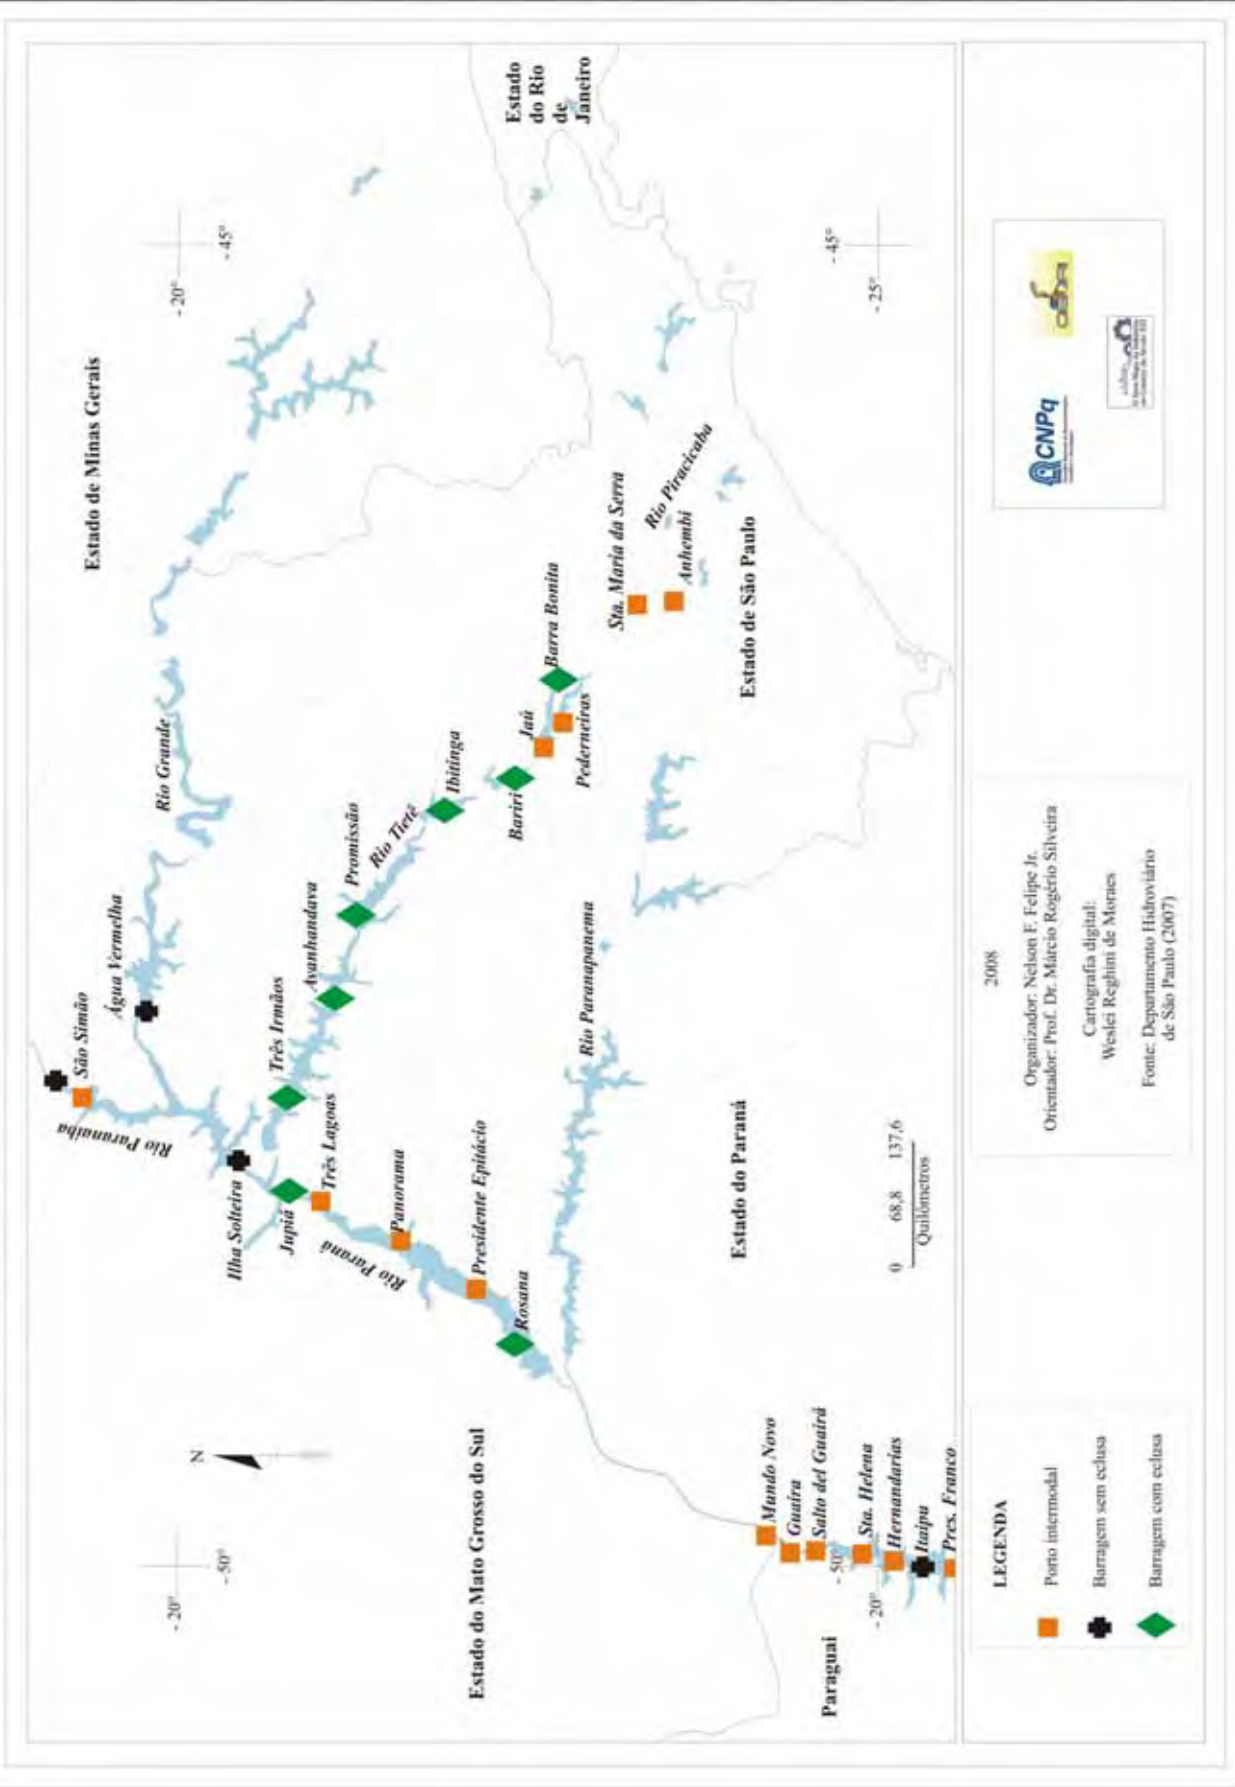 Estado de Minas Gerais
Estado
do Rio
de
Janeiro
- 20°
- 45°
- 45°
- 25°
São Simão
Água Vermelha
Rio Grande
Rio Paranaíba
Ilha Solteira
Três Irmãos
Avanhandava
Promissão
Rio Tietê
Ibitinga
Bariri
Jaú
Pederneiras
Barra Bonita
Sta. Maria da Serra
Anhembi
Rio Piracicaba
Estado de São Paulo
Jupiá
Três Lagoas
Panorama
Rio Paraná
Presidente Epitácio
Rosana
Rio Paranapanema
Estado do Paraná
N
- 20°
- 50°
Estado do Mato Grosso do Sul
Mundo Novo
Guaíra
Salto del Guairá
Sta. Helena
Hernandarias
Itaipu
Pres. Franco
- 50°
- 20°
Paraguai
0 68,8 137,6
Quilômetros
LEGENDA
Porto intermodal
Barragem sem eclusa
Barragem com eclusa
2008
Organizador: Nelson F. Felipe Jr.
Orientador: Prof. Dr. Márcio Rogério Silveira
Cartografia digital:
Weslei Reghini de Moraes
Fonte: Departamento Hidroviário
de São Paulo (2007)
CNPq